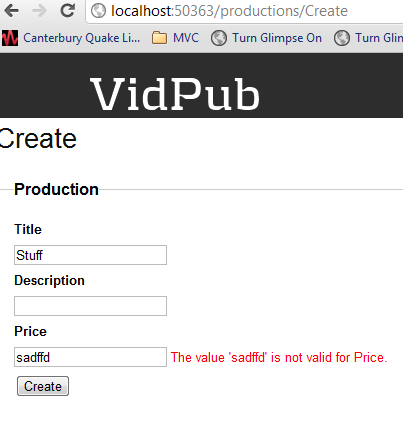 localhost:50363/productions/Create
Canterbury Quake Li... MVC Turn Glimpse On Turn Glin
VidPub
Create
Production
Title
Stuff
Description
Price
sadffd The value 'sadffd' is not valid for Price.
Create